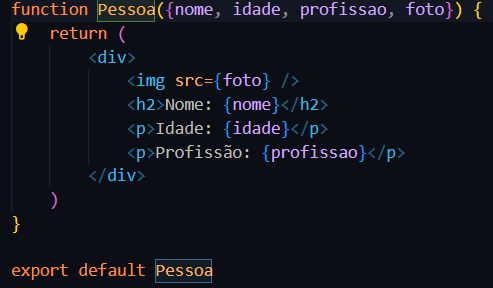 function Pessoa({nome, idade, profissao, foto}) {
    return (
        <div>
            <img src={foto} />
            <h2>Nome: {nome}</h2>
            <p>Idade: {idade}</p>
            <p>Profissão: {profissao}</p>
        </div>
    )
}

export default Pessoa